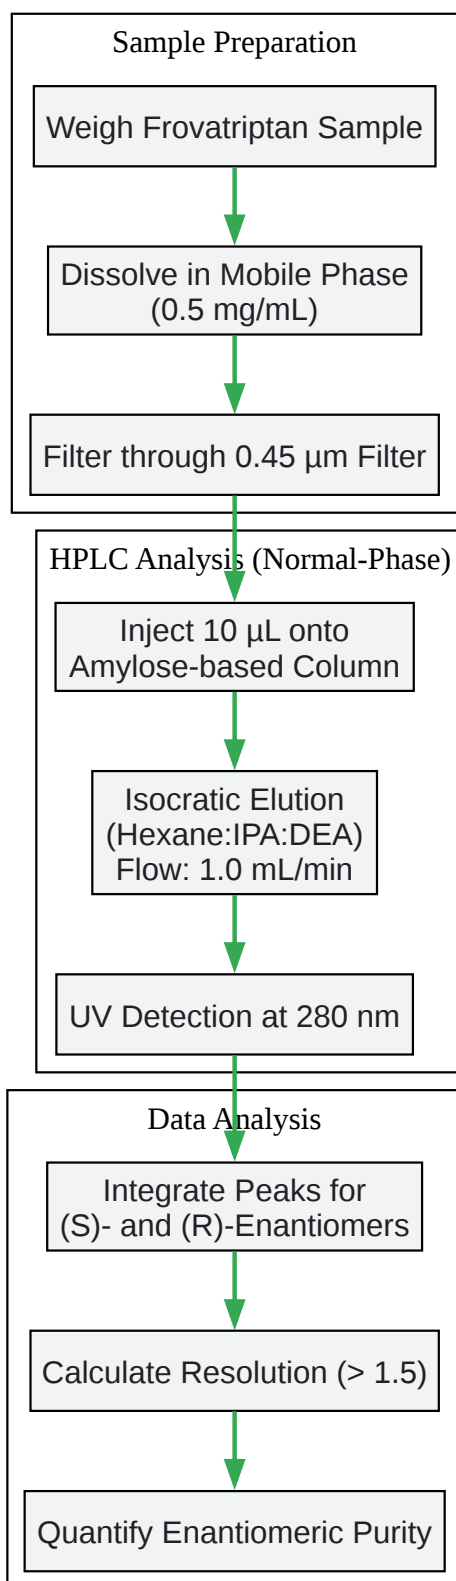 Sample Preparation
Weigh Frovatriptan Sample
Dissolve in Mobile Phase
(0.5 mg/mL)
Filter through 0.45 µm Filter
HPLC Analysis (Normal-Phase)
Inject 10 µL onto
Amylose-based Column
Isocratic Elution
(Hexane:IPA:DEA)
Flow: 1.0 mL/min
UV Detection at 280 nm
Data Analysis
Integrate Peaks for
(S)- and (R)-Enantiomers
Calculate Resolution (> 1.5)
Quantify Enantiomeric Purity